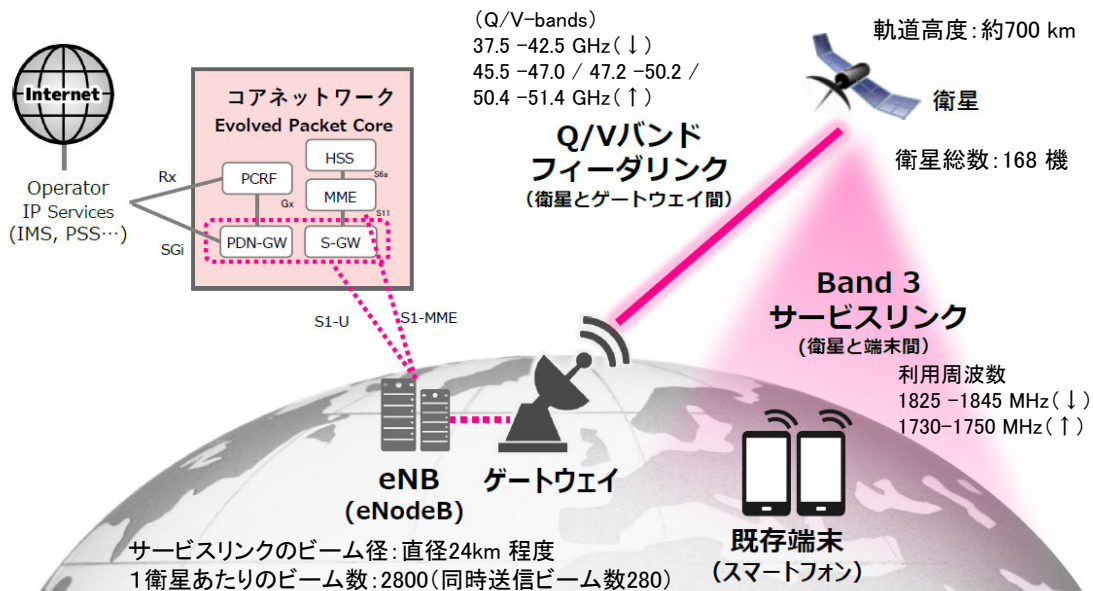 (Q/V-bands)
37.5 -42.5 GHz(↓)
45.5 -47.0 / 47.2 -50.2 /
50.4 -51.4 GHz(↑)
軌道高度:約700 km
Internet
コアネットワーク
Evolved Packet Core
衛星
Q/Vバンド
フィーダリンク
(衛星とゲートウェイ間)
HSS
S6a
衛星総数:168 機
Operator
IP Services
(IMS, PSS…)
Rx
PCRF
Gx
MME
S11
SGi
PDN-GW
S-GW
Band 3
サービスリンク
(衛星と端末間)
S1-U
S1-MME
利用周波数
1825 -1845 MHz(↓)
1730-1750 MHz(↑)
eNB
(eNodeB)
ゲートウェイ
既存端末
(スマートフォン)
サービスリンクのビーム径:直径24km 程度
1衛星あたりのビーム数:2800(同時送信ビーム数280)